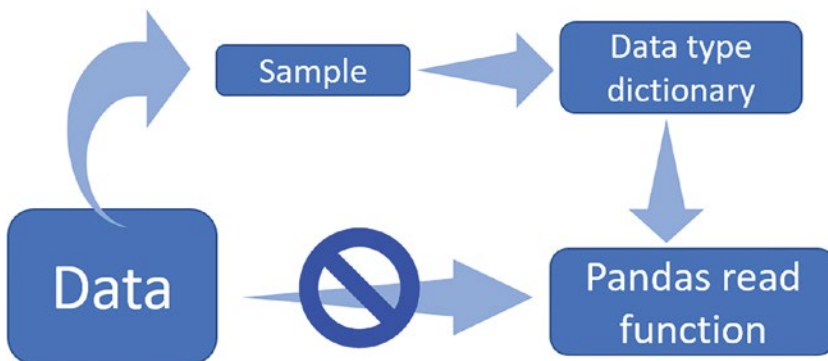 Sample
Data type
dictionary
Data
Pandas read
function